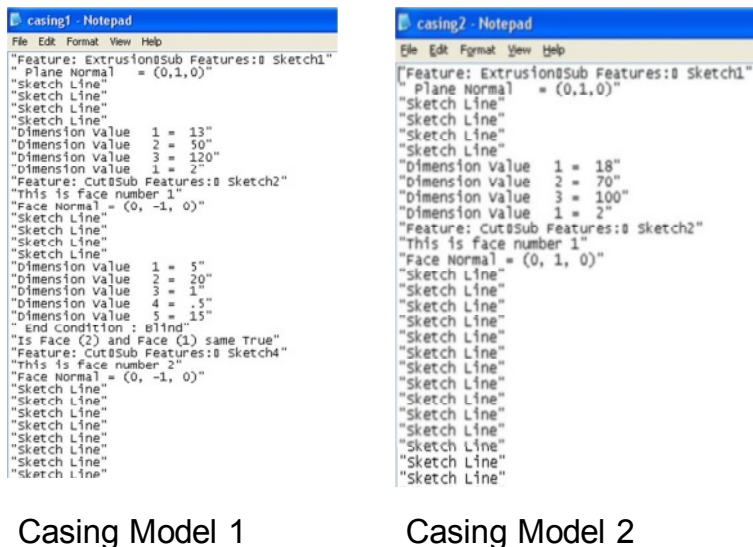 casing1 - Notepad
File Edit Format View Help
"Feature: Extrusion▯Sub Features:▯ Sketch1"
" Plane Normal = (0,1,0)"
"Sketch Line"
"Sketch Line"
"Sketch Line"
"Sketch Line"
"Dimension Value 1 = 13"
"Dimension Value 2 = 50"
"Dimension Value 3 = 120"
"Dimension Value 1 = 2"
"Feature: Cut▯Sub Features:▯ Sketch2"
"This is face number 1"
"Face Normal = (0, -1, 0)"
"Sketch Line"
"Sketch Line"
"Sketch Line"
"Sketch Line"
"Dimension Value 1 = 5"
"Dimension Value 2 = 20"
"Dimension Value 3 = 1"
"Dimension Value 4 = .5"
"Dimension Value 5 = 15"
" End Condition : Blind"
"Is Face (2) and Face (1) same True"
"Feature: Cut▯Sub Features:▯ Sketch4"
"This is face number 2"
"Face Normal = (0, -1, 0)"
"Sketch Line"
"Sketch Line"
"Sketch Line"
"Sketch Line"
"Sketch Line"
"Sketch Line"
Casing Model 1
casing2 - Notepad
File Edit Format View Help
"Feature: Extrusion▯Sub Features:▯ Sketch1"
" Plane Normal = (0,1,0)"
"Sketch Line"
"Sketch Line"
"Sketch Line"
"Sketch Line"
"Dimension Value 1 = 18"
"Dimension Value 2 = 70"
"Dimension Value 3 = 100"
"Dimension Value 1 = 2"
"Feature: Cut▯Sub Features:▯ Sketch2"
"This is face number 1"
"Face Normal = (0, 1, 0)"
"Sketch Line"
"Sketch Line"
"Sketch Line"
"Sketch Line"
"Sketch Line"
"Sketch Line"
"Sketch Line"
"Sketch Line"
"Sketch Line"
"Sketch Line"
"Sketch Line"
"Sketch Line"
"Sketch Line"
"Sketch Line"
Casing Model 2